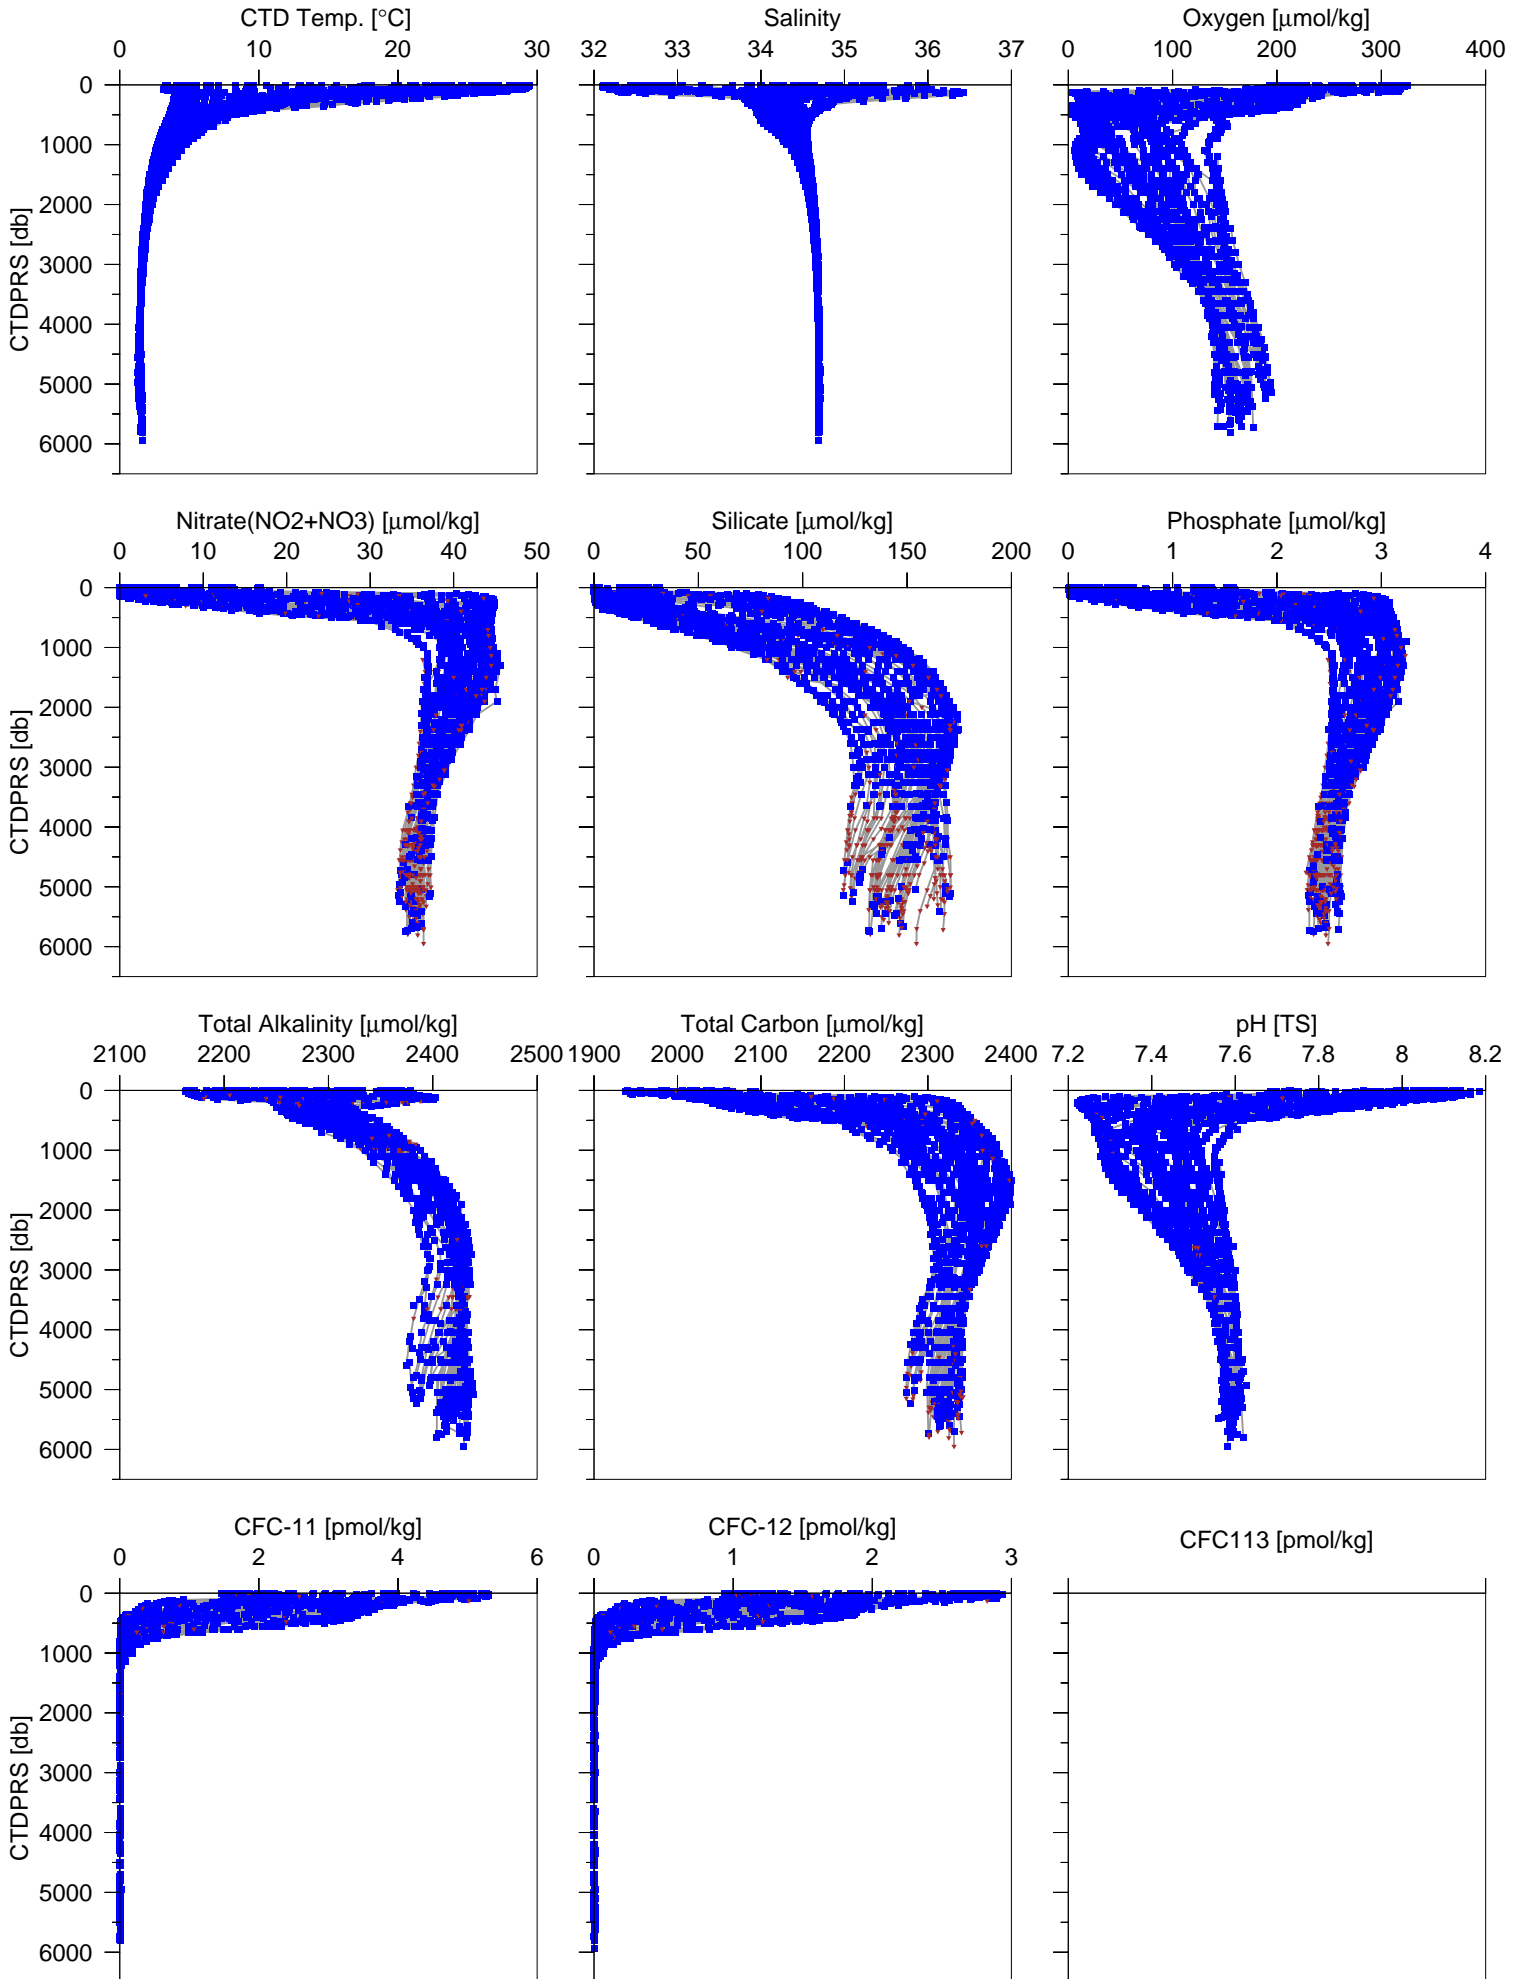 CTD Temp. [°C] Salinity Oxygen [μmol/kg]
0 10 20 30 32 33 34 35 36 37 0 100 200 300 400
0
1000
2000
3000
4000
5000
6000
CTDPRS [db]
Nitrate(NO2+NO3) [μmol/kg] Silicate [μmol/kg] Phosphate [μmol/kg]
0 10 20 30 40 50 0 50 100 150 200 0 1 2 3 4
0
1000
2000
3000
4000
5000
6000
CTDPRS [db]
Total Alkalinity [μmol/kg] Total Carbon [μmol/kg] pH [TS]
2100 2200 2300 2400 2500 1900 2000 2100 2200 2300 2400 7.2 7.4 7.6 7.8 8 8.2
0
1000
2000
3000
4000
5000
6000
CTDPRS [db]
CFC-11 [pmol/kg] CFC-12 [pmol/kg] CFC113 [pmol/kg]
0 2 4 6 0 1 2 3
0
1000
2000
3000
4000
5000
6000
CTDPRS [db]